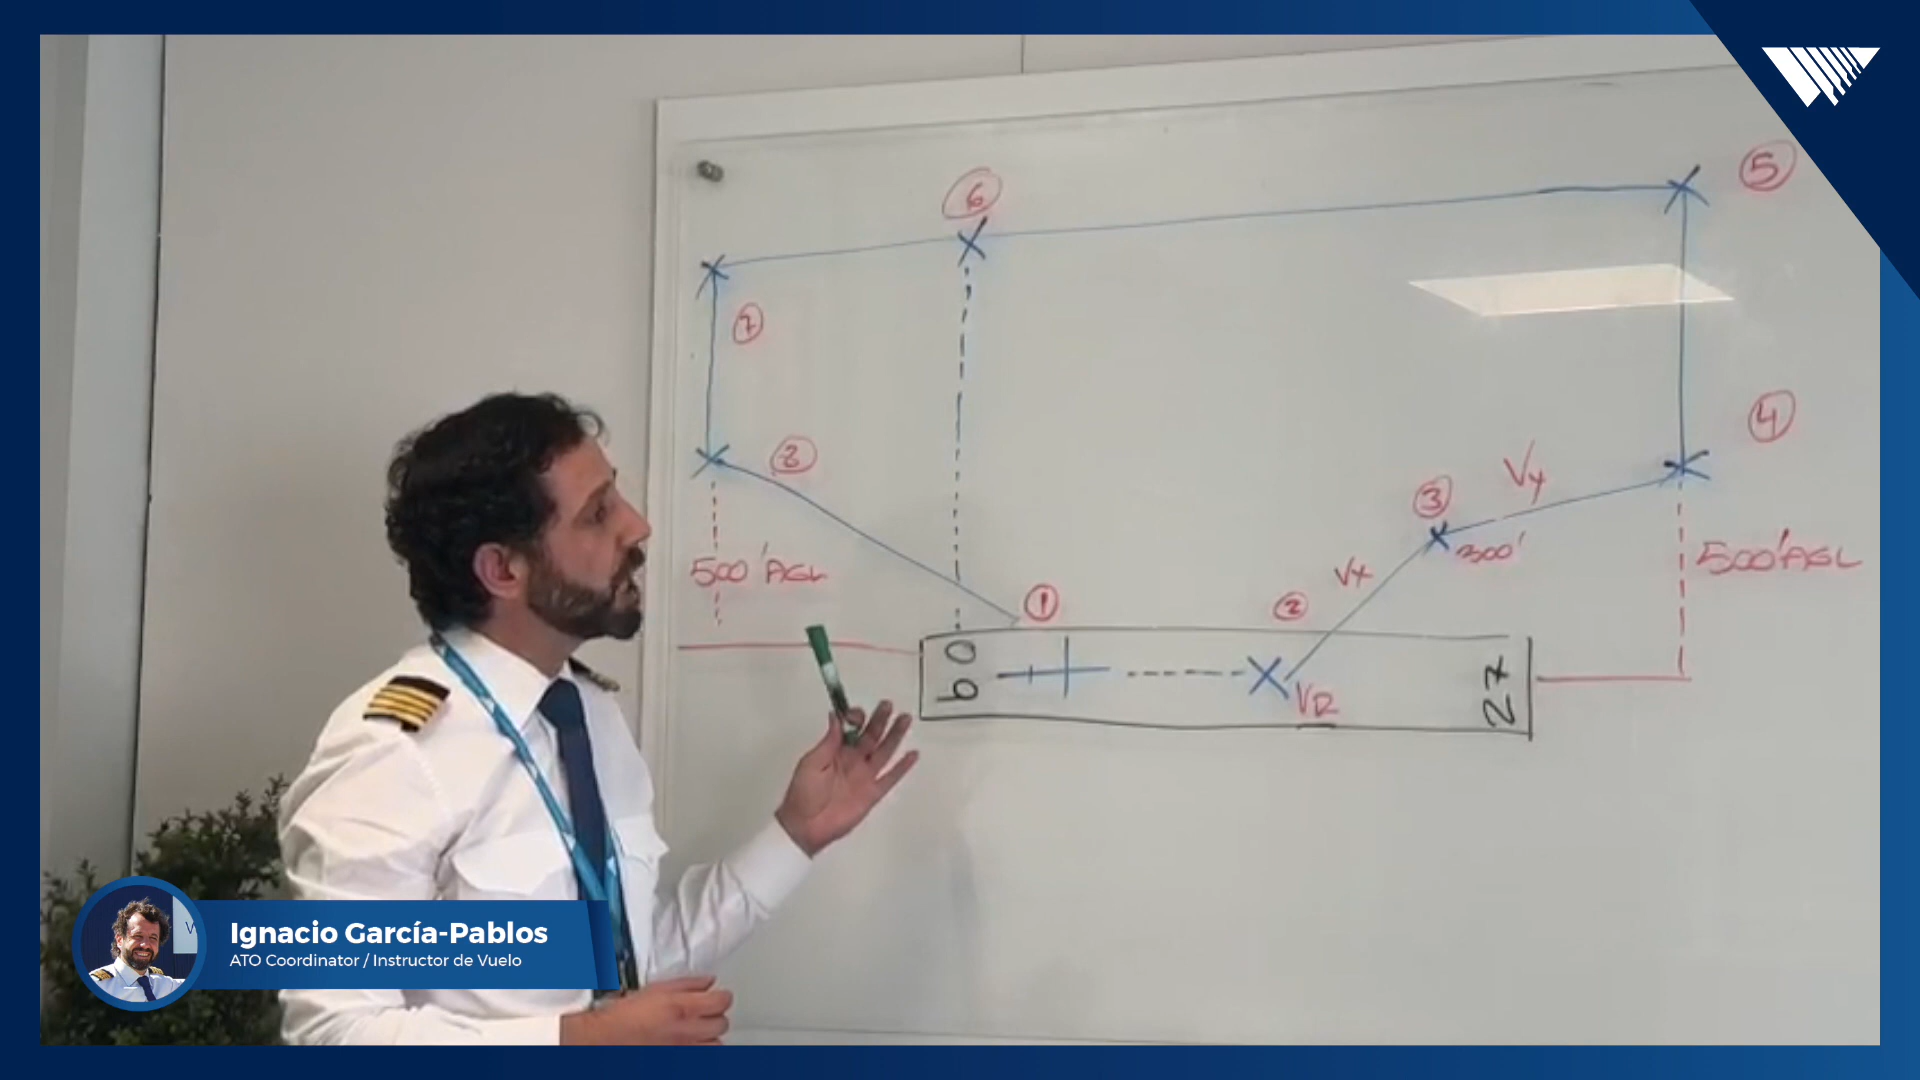 5
6
7
4
8
Vy
3
300'
500'AGL
Vx
500'AGL
1
2
09
VR
27
Ignacio García-Pablos
ATO Coordinator / Instructor de Vuelo